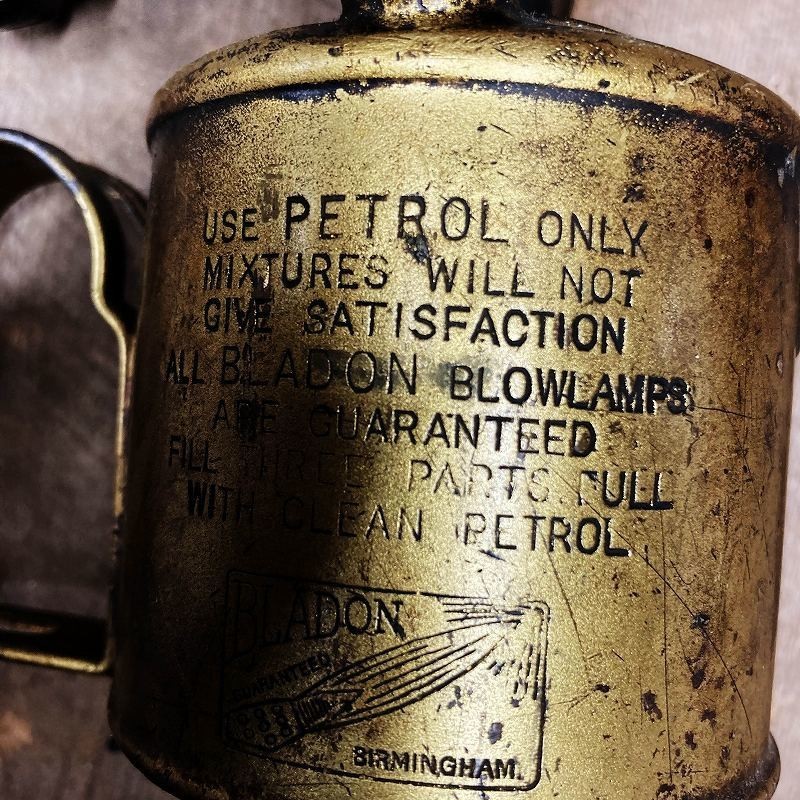 USE PETROL ONLY
MIXTURES WILL NOT
GIVE SATISFACTION
ALL BLADON BLOWLAMPS
ARE GUARANTEED
FILL THREE PARTS FULL
WITH CLEAN PETROL.
BLADON
GUARANTEED
BIRMINGHAM.